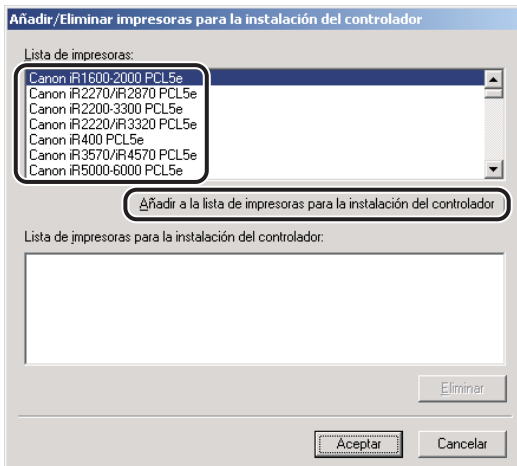 Añadir/Eliminar impresoras para la instalación del controlador
Lista de impresoras:
Canon iR1600-2000 PCL5e
Canon iR2270/iR2870 PCL5e
Canon iR2200-3300 PCL5e
Canon iR2220/iR3320 PCL5e
Canon iR400 PCL5e
Canon iR3570/iR4570 PCL5e
Canon iR5000-6000 PCL5e
Añadir a la lista de impresoras para la instalación del controlador
Lista de impresoras para la instalación del controlador:
Eliminar
Aceptar Cancelar